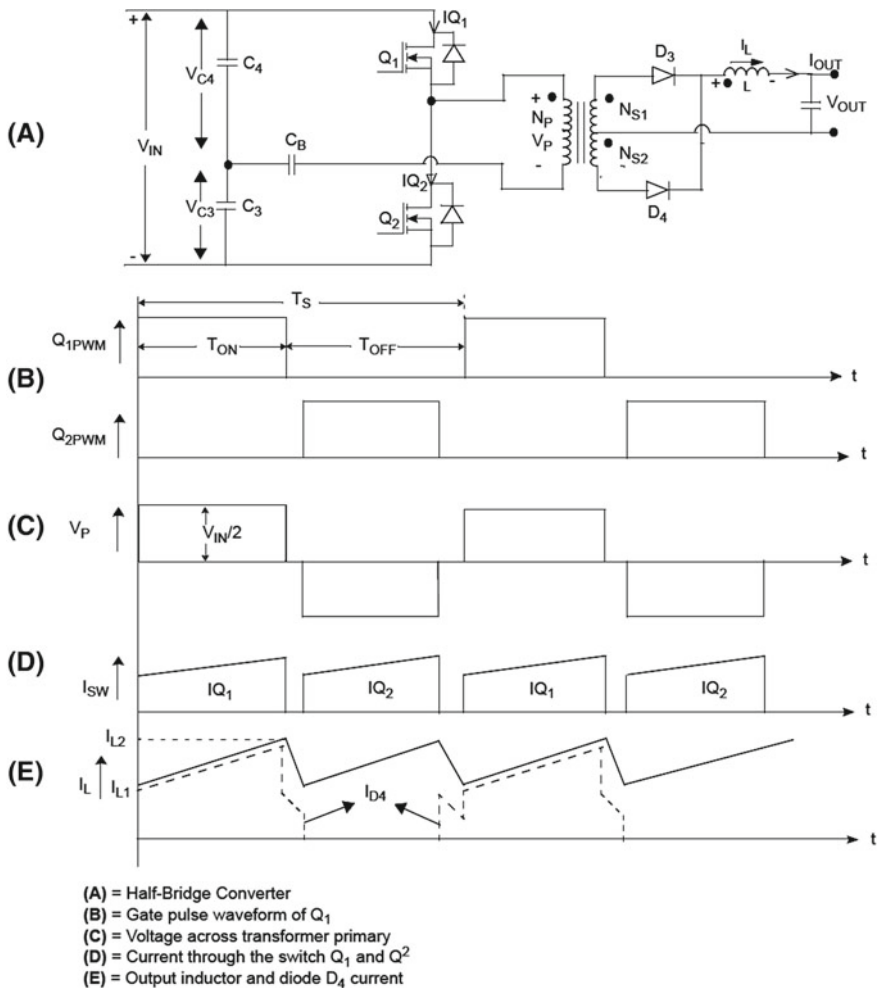 (A)
+
V_IN
-
V_C4
V_C3
C_4
C_3
C_B
IQ_1
Q_1
IQ_2
Q_2
+
N_P
V_P
-
N_S1
N_S2
D_3
D_4
I_L
+ L -
I_OUT
V_OUT
(B)
T_S
Q_1PWM
T_ON
T_OFF
t
Q_2PWM
t
(C)
V_P
V_IN/2
t
(D)
I_SW
IQ_1
IQ_2
IQ_1
IQ_2
t
(E)
I_L2
I_L
I_L1
I_D4
t
(A) = Half-Bridge Converter
(B) = Gate pulse waveform of Q_1
(C) = Voltage across transformer primary
(D) = Current through the switch Q_1 and Q^2
(E) = Output inductor and diode D_4 current